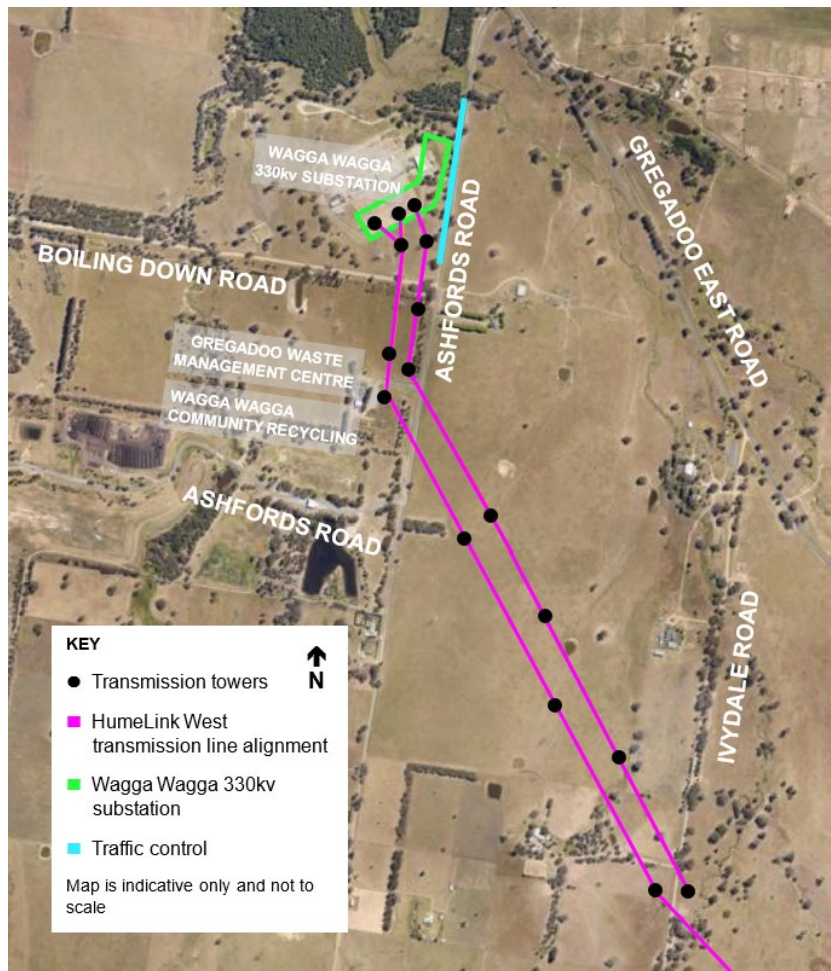 WAGGA WAGGA
330kv SUBSTATION
BOILING DOWN ROAD
ASHFORDS ROAD
GREGADOO EAST ROAD
GREGADOO WASTE
MANAGEMENT CENTRE
WAGGA WAGGA
COMMUNITY RECYCLING
ASHFORDS ROAD
IVYDALE ROAD
KEY
N
Transmission towers
HumeLink West
transmission line alignment
Wagga Wagga 330kv
substation
Traffic control
Map is indicative only and not to
scale